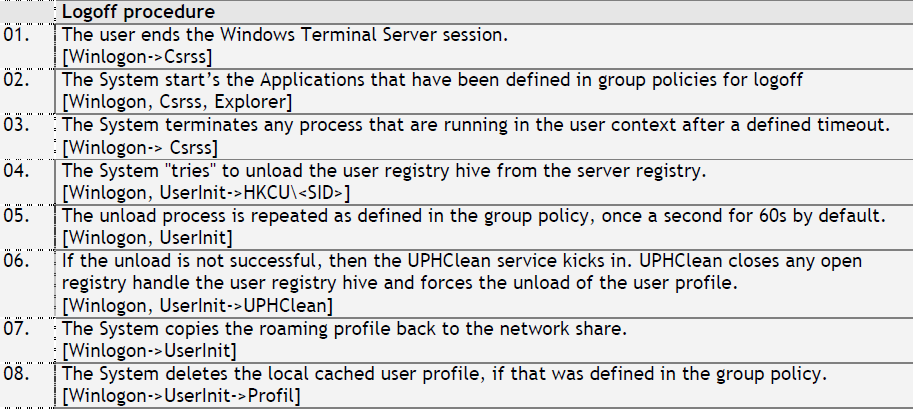 Logoff procedure
01. The user ends the Windows Terminal Server session.
[Winlogon->Csrss]
02. The System start’s the Applications that have been defined in group policies for logoff
[Winlogon, Csrss, Explorer]
03. The System terminates any process that are running in the user context after a defined timeout.
[Winlogon-> Csrss]
04. The System "tries" to unload the user registry hive from the server registry.
[Winlogon, UserInit->HKCU\<SID>]
05. The unload process is repeated as defined in the group policy, once a second for 60s by default.
[Winlogon, UserInit]
06. If the unload is not successful, then the UPHClean service kicks in. UPHClean closes any open
registry handle the user registry hive and forces the unload of the user profile.
[Winlogon, UserInit->UPHClean]
07. The System copies the roaming profile back to the network share.
[Winlogon->UserInit]
08. The System deletes the local cached user profile, if that was defined in the group policy.
[Winlogon->UserInit->Profil]